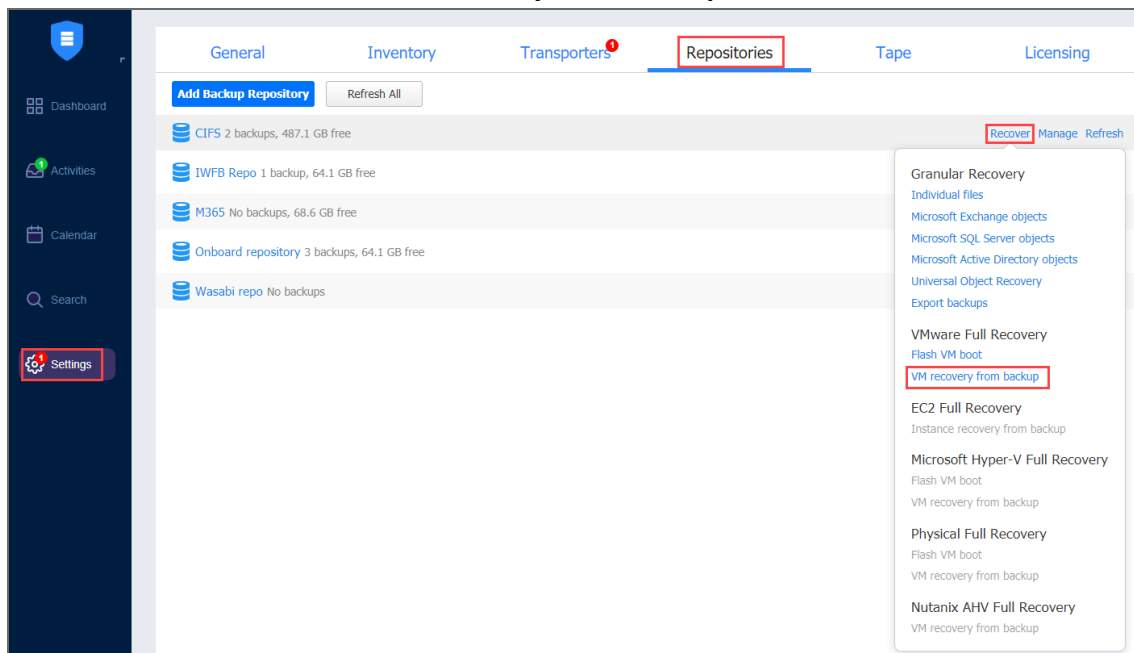 General
Inventory
Transporters
1
Repositories
Tape
Licensing
Dashboard
1
Activities
Calendar
Search
1
Settings
Add Backup Repository
Refresh All
CIFS 2 backups, 487.1 GB free
Recover Manage Refresh
IWFB Repo 1 backup, 64.1 GB free
M365 No backups, 68.6 GB free
Onboard repository 3 backups, 64.1 GB free
Wasabi repo No backups
Granular Recovery
Individual files
Microsoft Exchange objects
Microsoft SQL Server objects
Microsoft Active Directory objects
Universal Object Recovery
Export backups
VMware Full Recovery
Flash VM boot
VM recovery from backup
EC2 Full Recovery
Instance recovery from backup
Microsoft Hyper-V Full Recovery
Flash VM boot
VM recovery from backup
Physical Full Recovery
Flash VM boot
VM recovery from backup
Nutanix AHV Full Recovery
VM recovery from backup